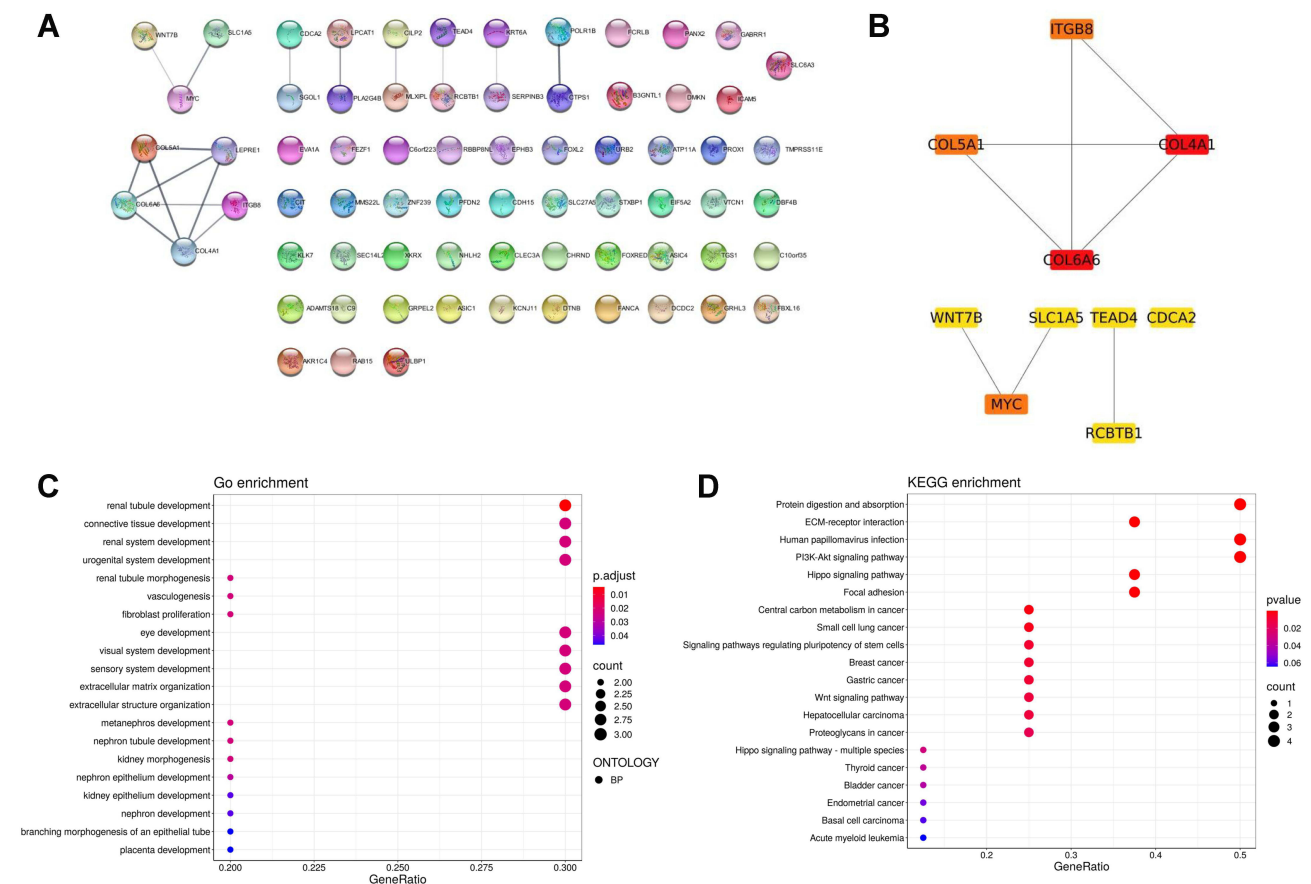 A
WNT7B
SLC1A5
MYC
CDCA2
LPCAT1
CILP2
TEAD4
KRT6A
POLR1B
FCRLB
PANX2
GABRR1
SLC6A3
SGOL1
PLA2G4B
MLXIPL
RCBTB1
SERPINB3
CTPS1
B3GNTL1
DMKN
ICAM5
COL5A1
LEPRE1
COL6A6
ITGB8
COL4A1
EVA1A
FEZF1
C6orf223
RBBP8NL
EPHB3
FOXL2
URB2
ATP11A
PROX1
TMPRSS11E
CIT
MMS22L
ZNF239
PFDN2
CDH15
SLC27A5
STXBP1
EIF5A2
VTCN1
DBF4B
KLK7
SEC14L2
XKRX
NHLH2
CLEC3A
CHRND
FOXRED
ASIC4
TGS1
C10orf35
ADAMTS18
C9
GRPEL2
ASIC1
KCNJ11
DTNB
FANCA
DCDC2
GRHL3
FBXL16
AKR1C4
RAB15
ULBP1
B
ITGB8
COL5A1
COL4A1
COL6A6
WNT7B
SLC1A5
TEAD4
CDCA2
MYC
RCBTB1
C
Go enrichment
renal tubule development
connective tissue development
renal system development
urogenital system development
renal tubule morphogenesis
vasculogenesis
fibroblast proliferation
eye development
visual system development
sensory system development
extracellular matrix organization
extracellular structure organization
metanephros development
nephron tubule development
kidney morphogenesis
nephron epithelium development
kidney epithelium development
nephron development
branching morphogenesis of an epithelial tube
placenta development
0.200
0.225
0.250
0.275
0.300
GeneRatio
p.adjust
0.01
0.02
0.03
0.04
count
2.00
2.25
2.50
2.75
3.00
ONTOLOGY
BP
D
KEGG enrichment
Protein digestion and absorption
ECM-receptor interaction
Human papillomavirus infection
PI3K-Akt signaling pathway
Hippo signaling pathway
Focal adhesion
Central carbon metabolism in cancer
Small cell lung cancer
Signaling pathways regulating pluripotency of stem cells
Breast cancer
Gastric cancer
Wnt signaling pathway
Hepatocellular carcinoma
Proteoglycans in cancer
Hippo signaling pathway - multiple species
Thyroid cancer
Bladder cancer
Endometrial cancer
Basal cell carcinoma
Acute myeloid leukemia
0.2
0.3
0.4
0.5
GeneRatio
pvalue
0.02
0.04
0.06
count
1
2
3
4